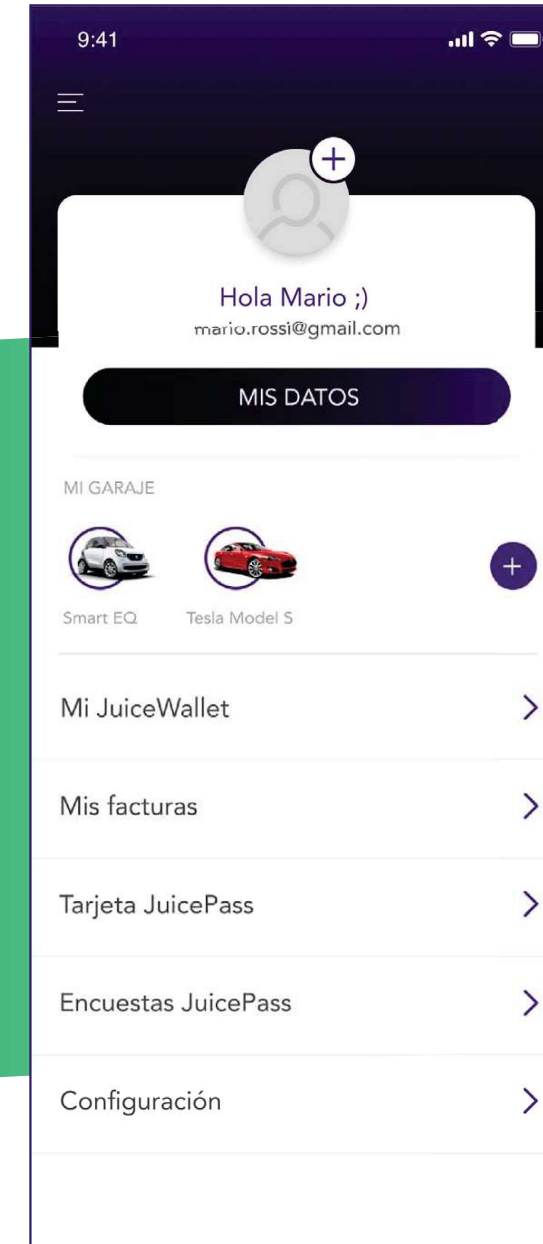 9:41
Hola Mario ;)
mario.rossi@gmail.com
MIS DATOS
MI GARAJE
Smart EQ Tesla Model S
Mi JuiceWallet
Mis facturas
Tarjeta JuicePass
Encuestas JuicePass
Configuración